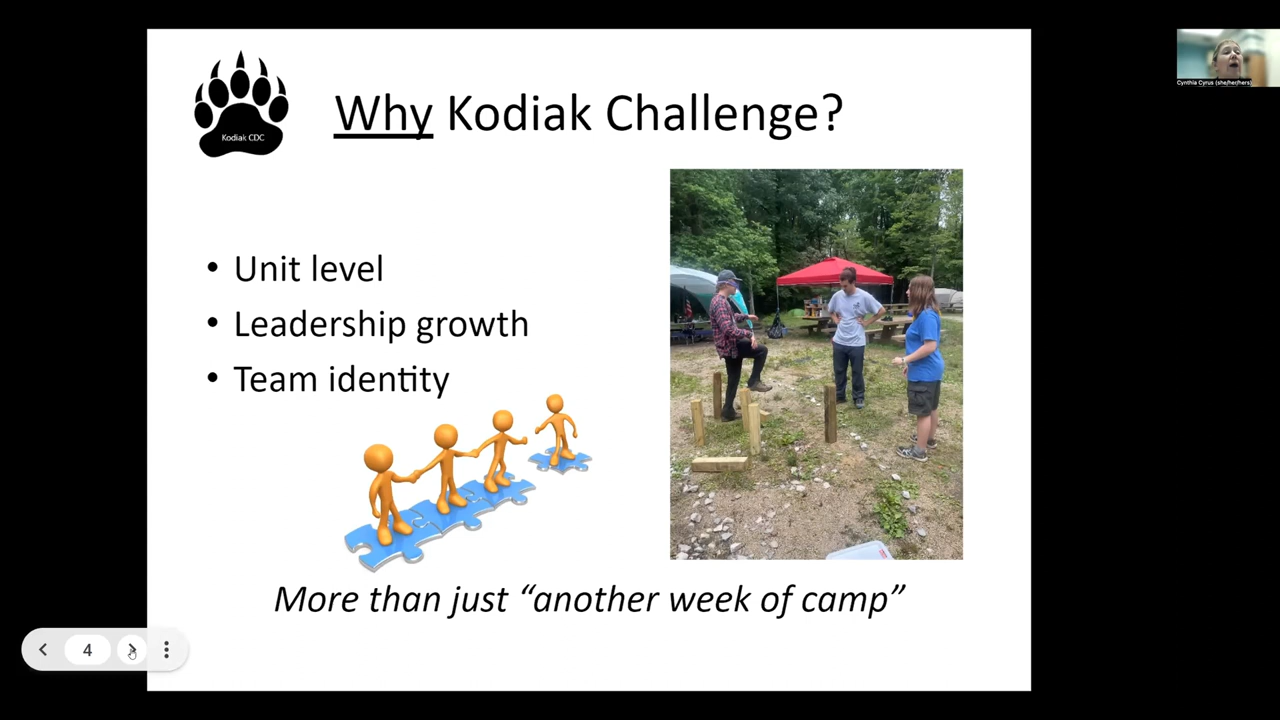 Kodiak CDC
Why Kodiak Challenge?
• Unit level
• Leadership growth
• Team identity
More than just “another week of camp”
4
Cynthia Cyrus (she/her/hers)